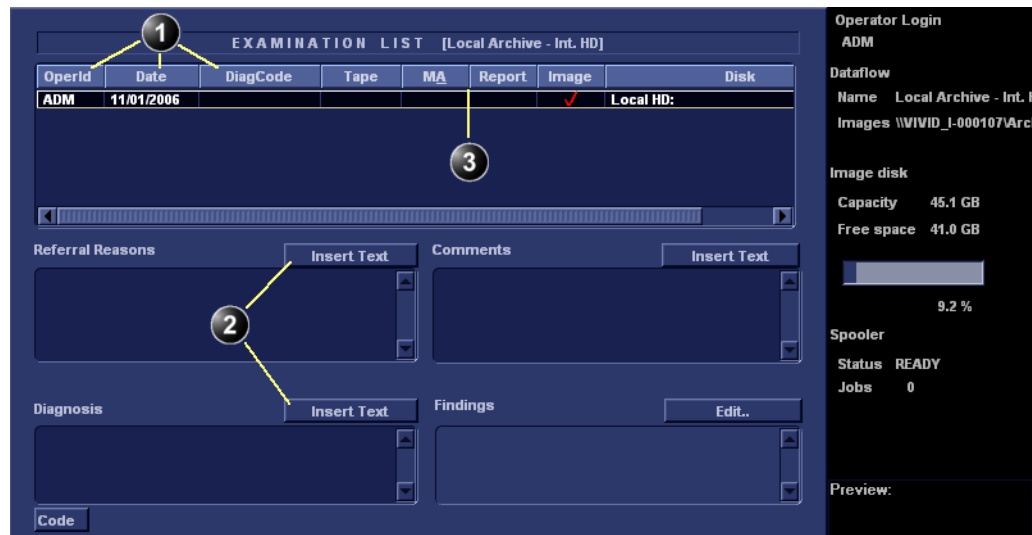 1
EXAMINATION LIST [Local Archive - Int. HD]
OperId Date DiagCode Tape MA Report Image Disk
ADM 11/01/2006 Local HD:
3
Referral Reasons Insert Text Comments Insert Text
2
Diagnosis Insert Text Findings Edit..
Code
Operator Login
ADM
Dataflow
Name Local Archive - Int.
Images \\VIVID_I-000107\Arc
Image disk
Capacity 45.1 GB
Free space 41.0 GB
9.2 %
Spooler
Status READY
Jobs 0
Preview: